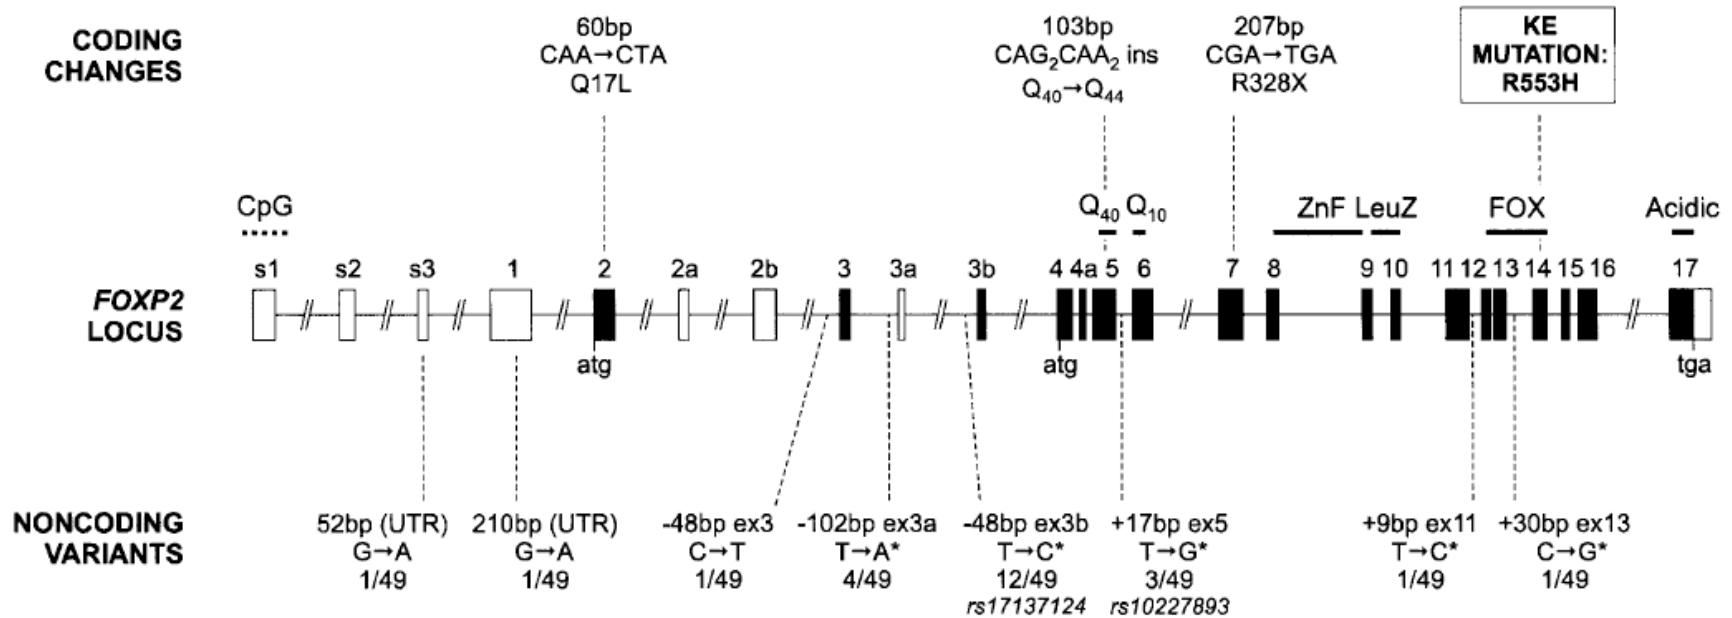 CODING
CHANGES
60bp
CAA→CTA
Q17L
103bp
CAG₂CAA₂ ins
Q₄₀→Q₄₄
207bp
CGA→TGA
R328X
KE
MUTATION:
R553H
CpG
Q₄₀ Q₁₀
ZnF LeuZ
FOX
Acidic
s1 s2 s3 1 2 2a 2b 3 3a 3b 4 4a 5 6 7 8 9 10 11 12 13 14 15 16 17
FOXP2
LOCUS
atg
atg
tga
NONCODING
VARIANTS
52bp (UTR)
G→A
1/49
210bp (UTR)
G→A
1/49
-48bp ex3
C→T
1/49
-102bp ex3a
T→A*
4/49
-48bp ex3b
T→C*
12/49
rs17137124
+17bp ex5
T→G*
3/49
rs10227893
+9bp ex11
T→C*
1/49
+30bp ex13
C→G*
1/49